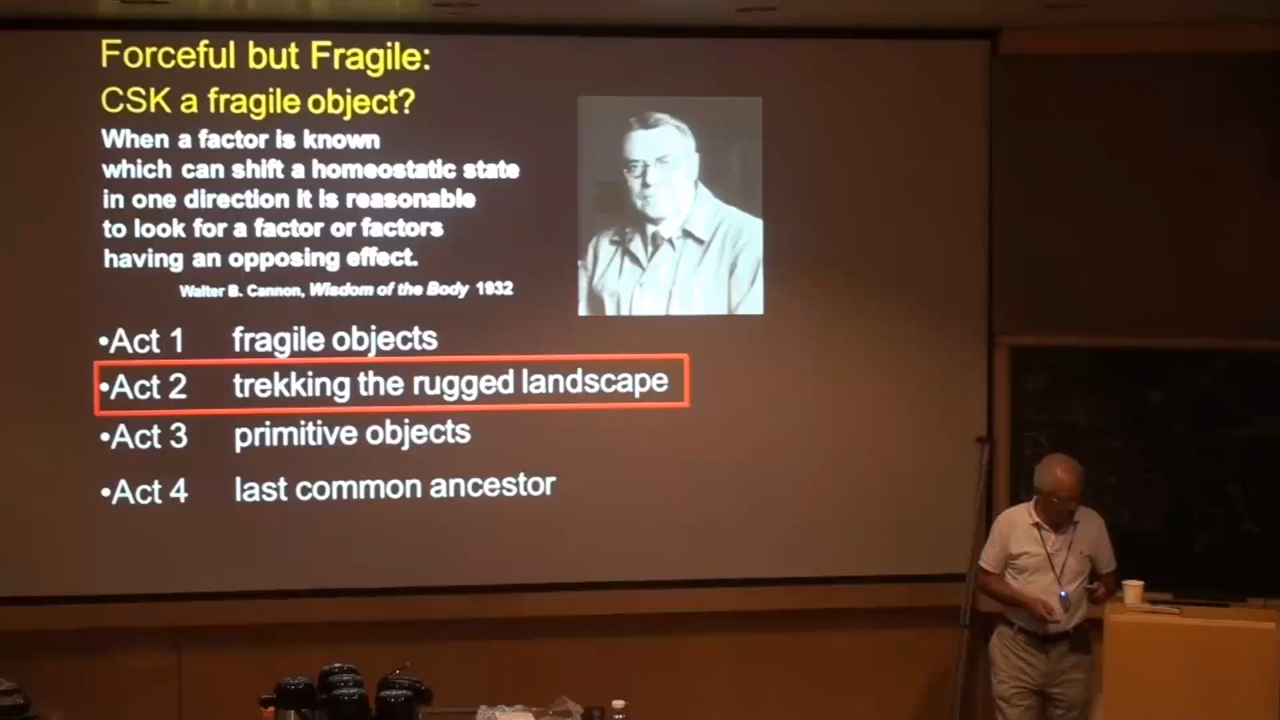 Forceful but Fragile:
CSK a fragile object?
When a factor is known
which can shift a homeostatic state
in one direction it is reasonable
to look for a factor or factors
having an opposing effect.
Walter B. Cannon, Wisdom of the Body 1932
•Act 1 fragile objects
•Act 2 trekking the rugged landscape
•Act 3 primitive objects
•Act 4 last common ancestor